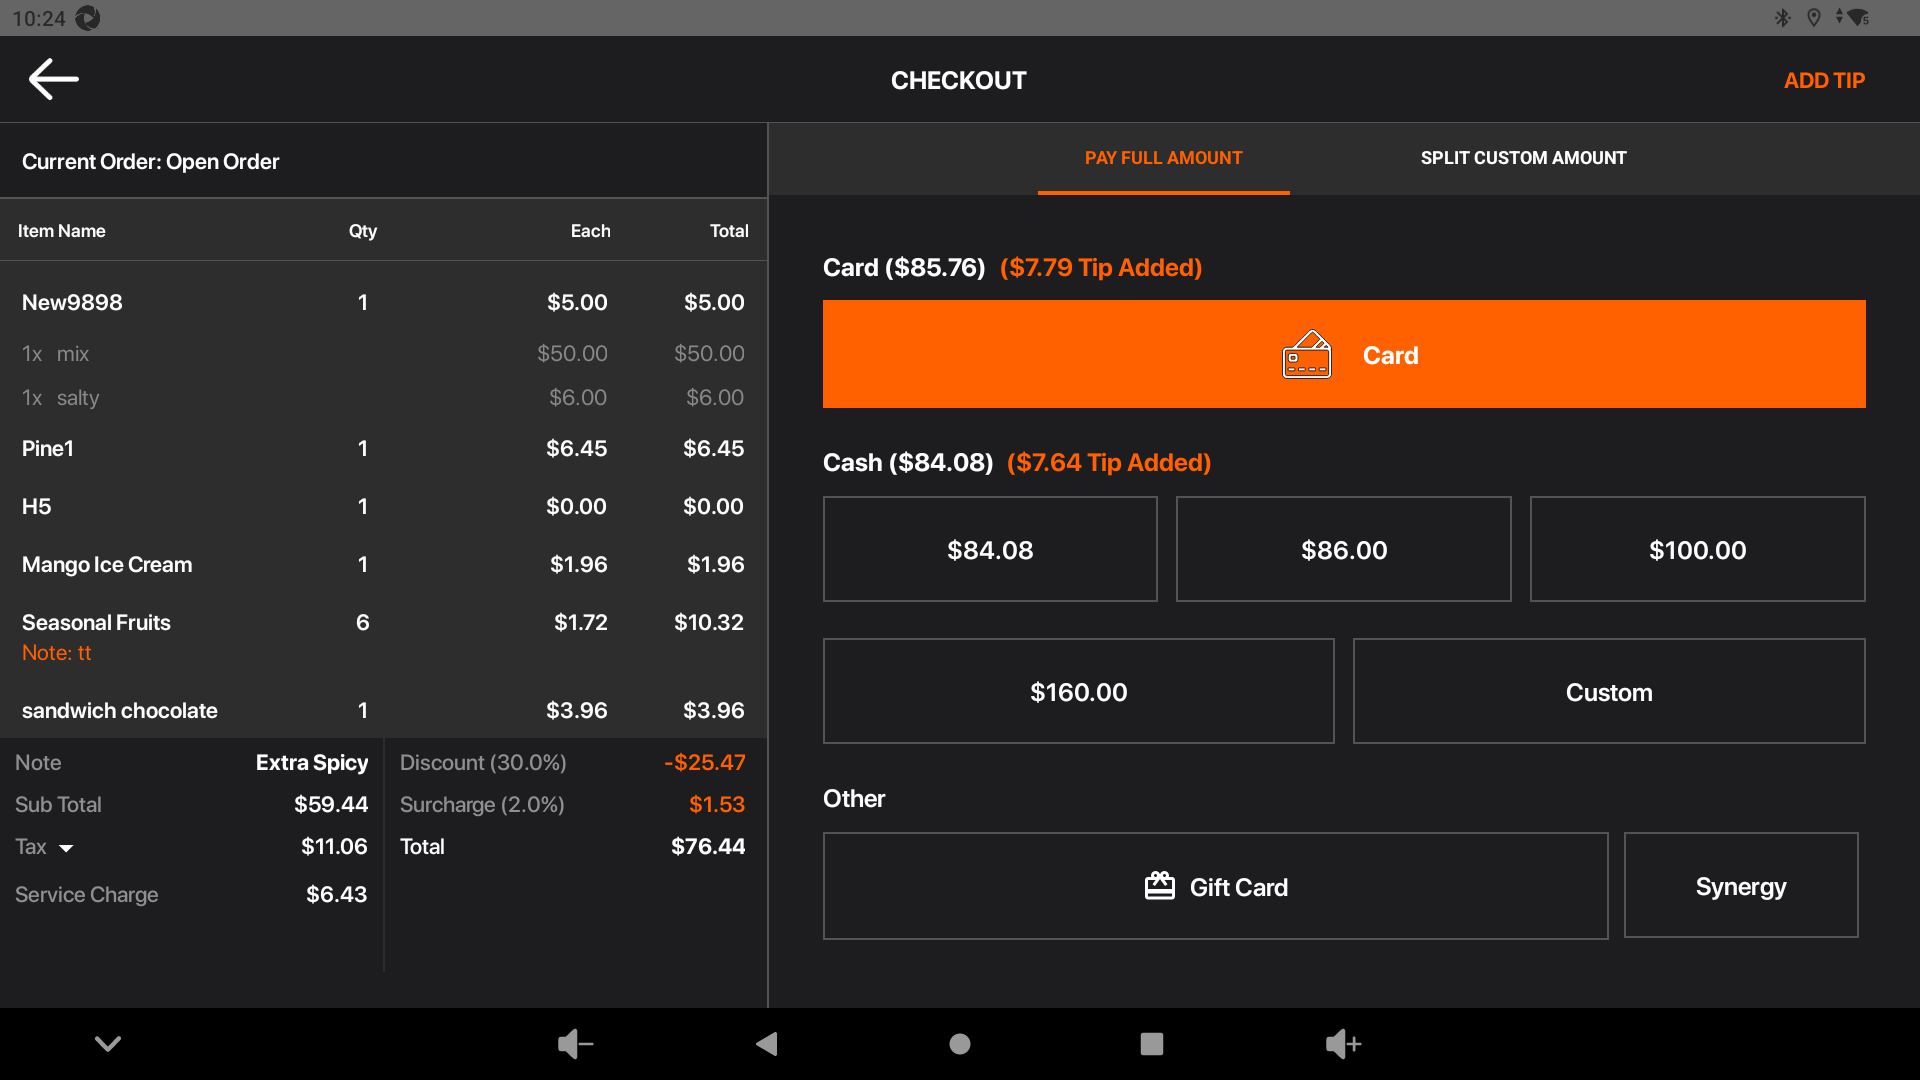 10:24
5
CHECKOUT
ADD TIP
Current Order: Open Order
PAY FULL AMOUNT
SPLIT CUSTOM AMOUNT
Item Name Qty Each Total
New9898 1 $5.00 $5.00
1x mix $50.00 $50.00
1x salty $6.00 $6.00
Pine1 1 $6.45 $6.45
H5 1 $0.00 $0.00
Mango Ice Cream 1 $1.96 $1.96
Seasonal Fruits 6 $1.72 $10.32
Note: tt
sandwich chocolate 1 $3.96 $3.96
Note Extra Spicy
Sub Total $59.44
Tax $11.06
Service Charge $6.43
Discount (30.0%) -$25.47
Surcharge (2.0%) $1.53
Total $76.44
Card ($85.76) ($7.79 Tip Added)
Card
Cash ($84.08) ($7.64 Tip Added)
$84.08
$86.00
$100.00
$160.00
Custom
Other
Gift Card
Synergy